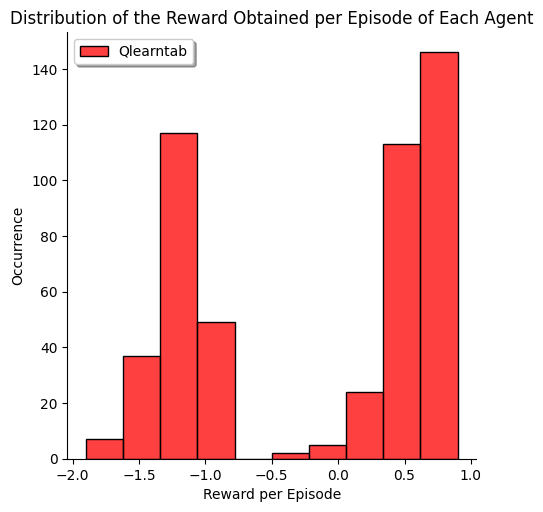 Distribution of the Reward Obtained per Episode of Each Agent
Qlearntab
140
120
100
80
60
40
20
0
Occurrence
−2.0 −1.5 −1.0 −0.5 0.0 0.5 1.0
Reward per Episode